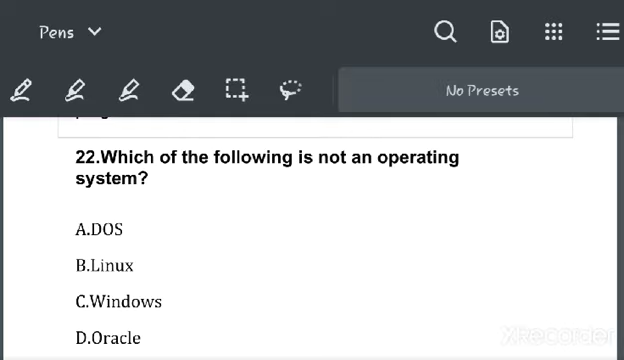 Pens
No Presets
22.Which of the following is not an operating
system?
A.DOS
B.Linux
C.Windows
D.Oracle
XRecorder